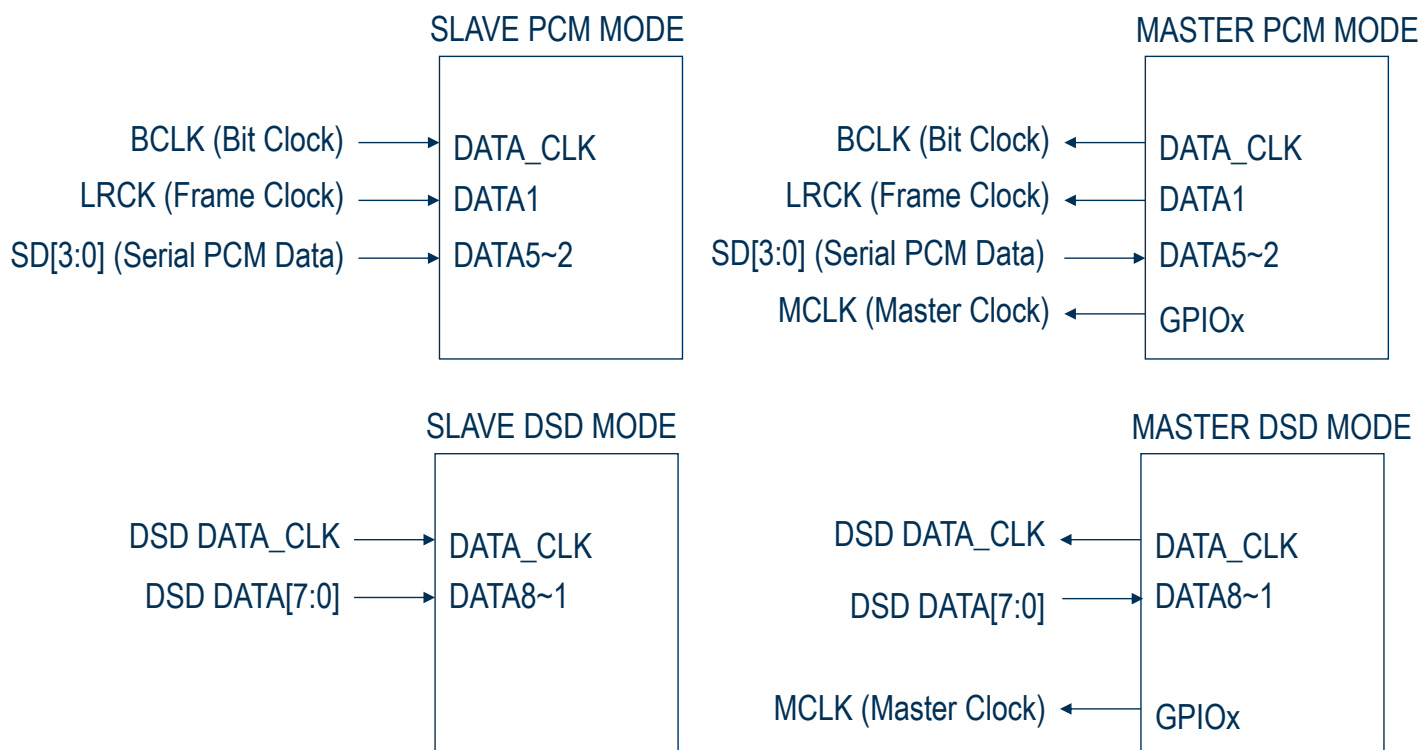 SLAVE PCM MODE
BCLK (Bit Clock)
DATA_CLK
LRCK (Frame Clock)
DATA1
SD[3:0] (Serial PCM Data)
DATA5~2
MASTER PCM MODE
BCLK (Bit Clock)
DATA_CLK
LRCK (Frame Clock)
DATA1
SD[3:0] (Serial PCM Data)
DATA5~2
MCLK (Master Clock)
GPIOx
SLAVE DSD MODE
DSD DATA_CLK
DATA_CLK
DSD DATA[7:0]
DATA8~1
MASTER DSD MODE
DSD DATA_CLK
DATA_CLK
DSD DATA[7:0]
DATA8~1
MCLK (Master Clock)
GPIOx